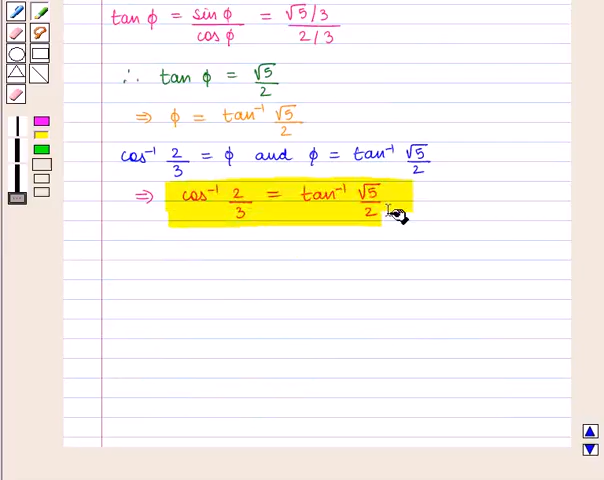 tan ϕ = sin ϕ / cos ϕ = √5/3 / 2/3
∴ tan ϕ = √5/2
⇒ ϕ = tan⁻¹ √5/2
cos⁻¹ 2/3 = ϕ and ϕ = tan⁻¹ √5/2
⇒ cos⁻¹ 2/3 = tan⁻¹ √5/2